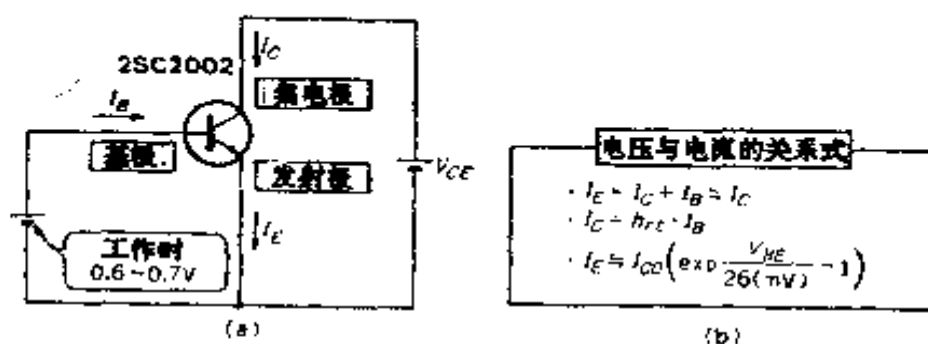 2SC2002
I_C
集电极
I_B
基极
发射极
V_CE
I_E
工作时
0.6~0.7V
(a)
电压与电流的关系式
· I_E = I_C + I_B ≒ I_C
· I_C = h_FE · I_B
· I_E ≒ I_CO(exp V_BE/26(mV) − 1)
(b)